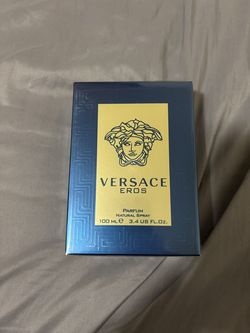 VERSACE
EROS
PARFUM
NATURAL SPRAY
100 ML ℮ 3.4 US FL.OZ.